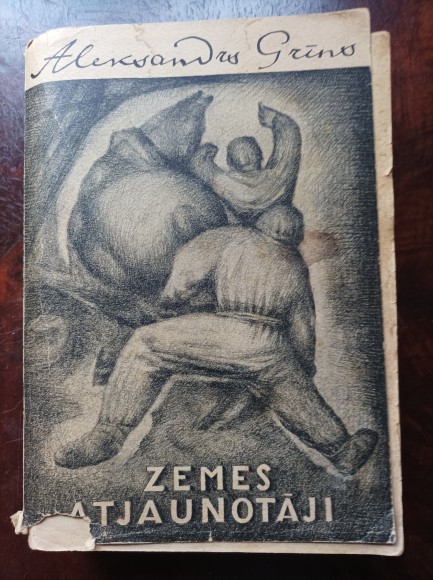 Aleksandrs Grīns
ZEMES
ATJAUNOTĀJI